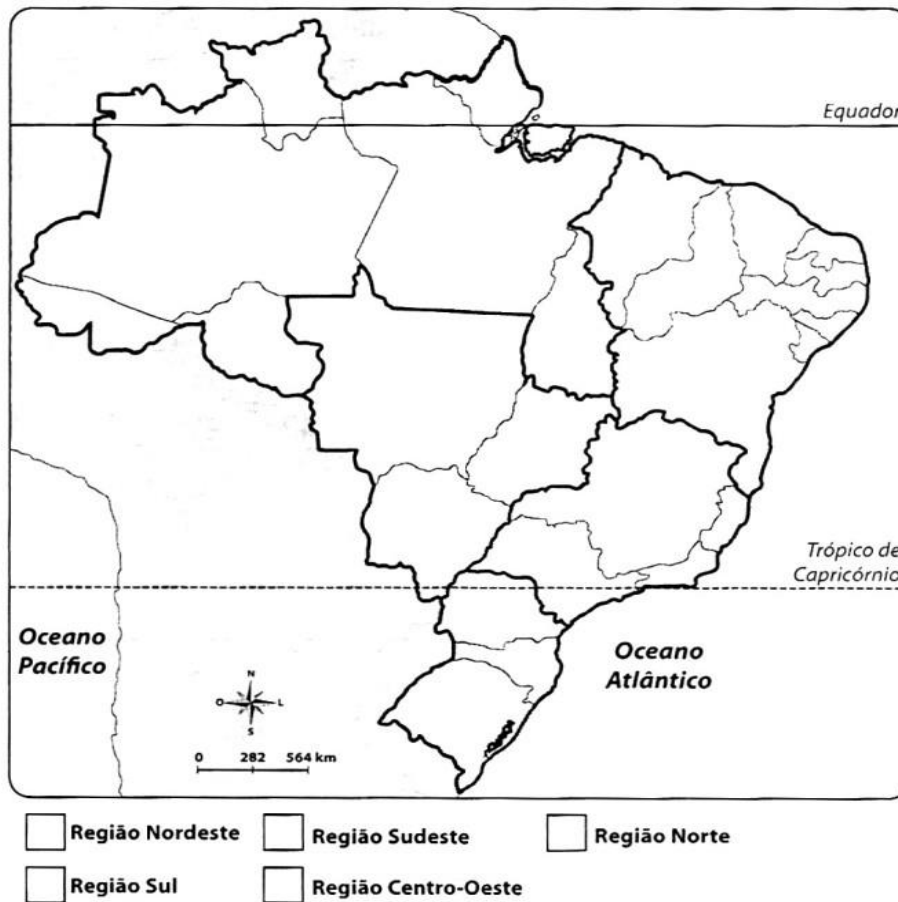 Equador
Trópico de
Capricórnio
Oceano
Pacífico
Oceano
Atlântico
N
O
L
S
0 282 564 km
Região Nordeste
Região Sudeste
Região Norte
Região Sul
Região Centro-Oeste